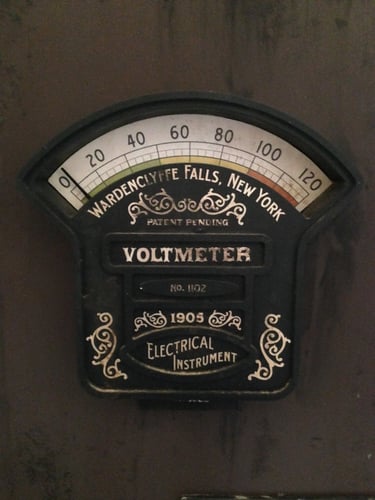 0 20 40 60 80 100 120
WARDENCLYFFE FALLS, NEW YORK
PATENT PENDING
VOLTMETER
NO. 1102
1905
ELECTRICAL
INSTRUMENT